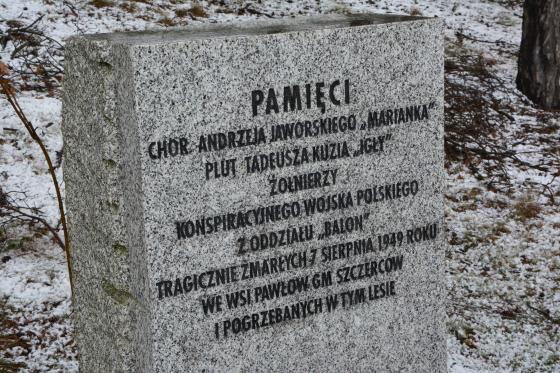 PAMIĘCI
CHOR. ANDRZEJA JAWORSKIEGO „MARIANKA”
PLUT. TADEUSZA KUZIA „IGŁY”
ŻOŁNIERZY
KONSPIRACYJNEGO WOJSKA POLSKIEGO
Z ODDZIAŁU „BALON”
TRAGICZNIE ZMARŁYCH 7 SIERPNIA 1949 ROKU
WE WSI PAWŁÓW, GM. SZCZERCÓW
I POGRZEBANYCH W TYM LESIE